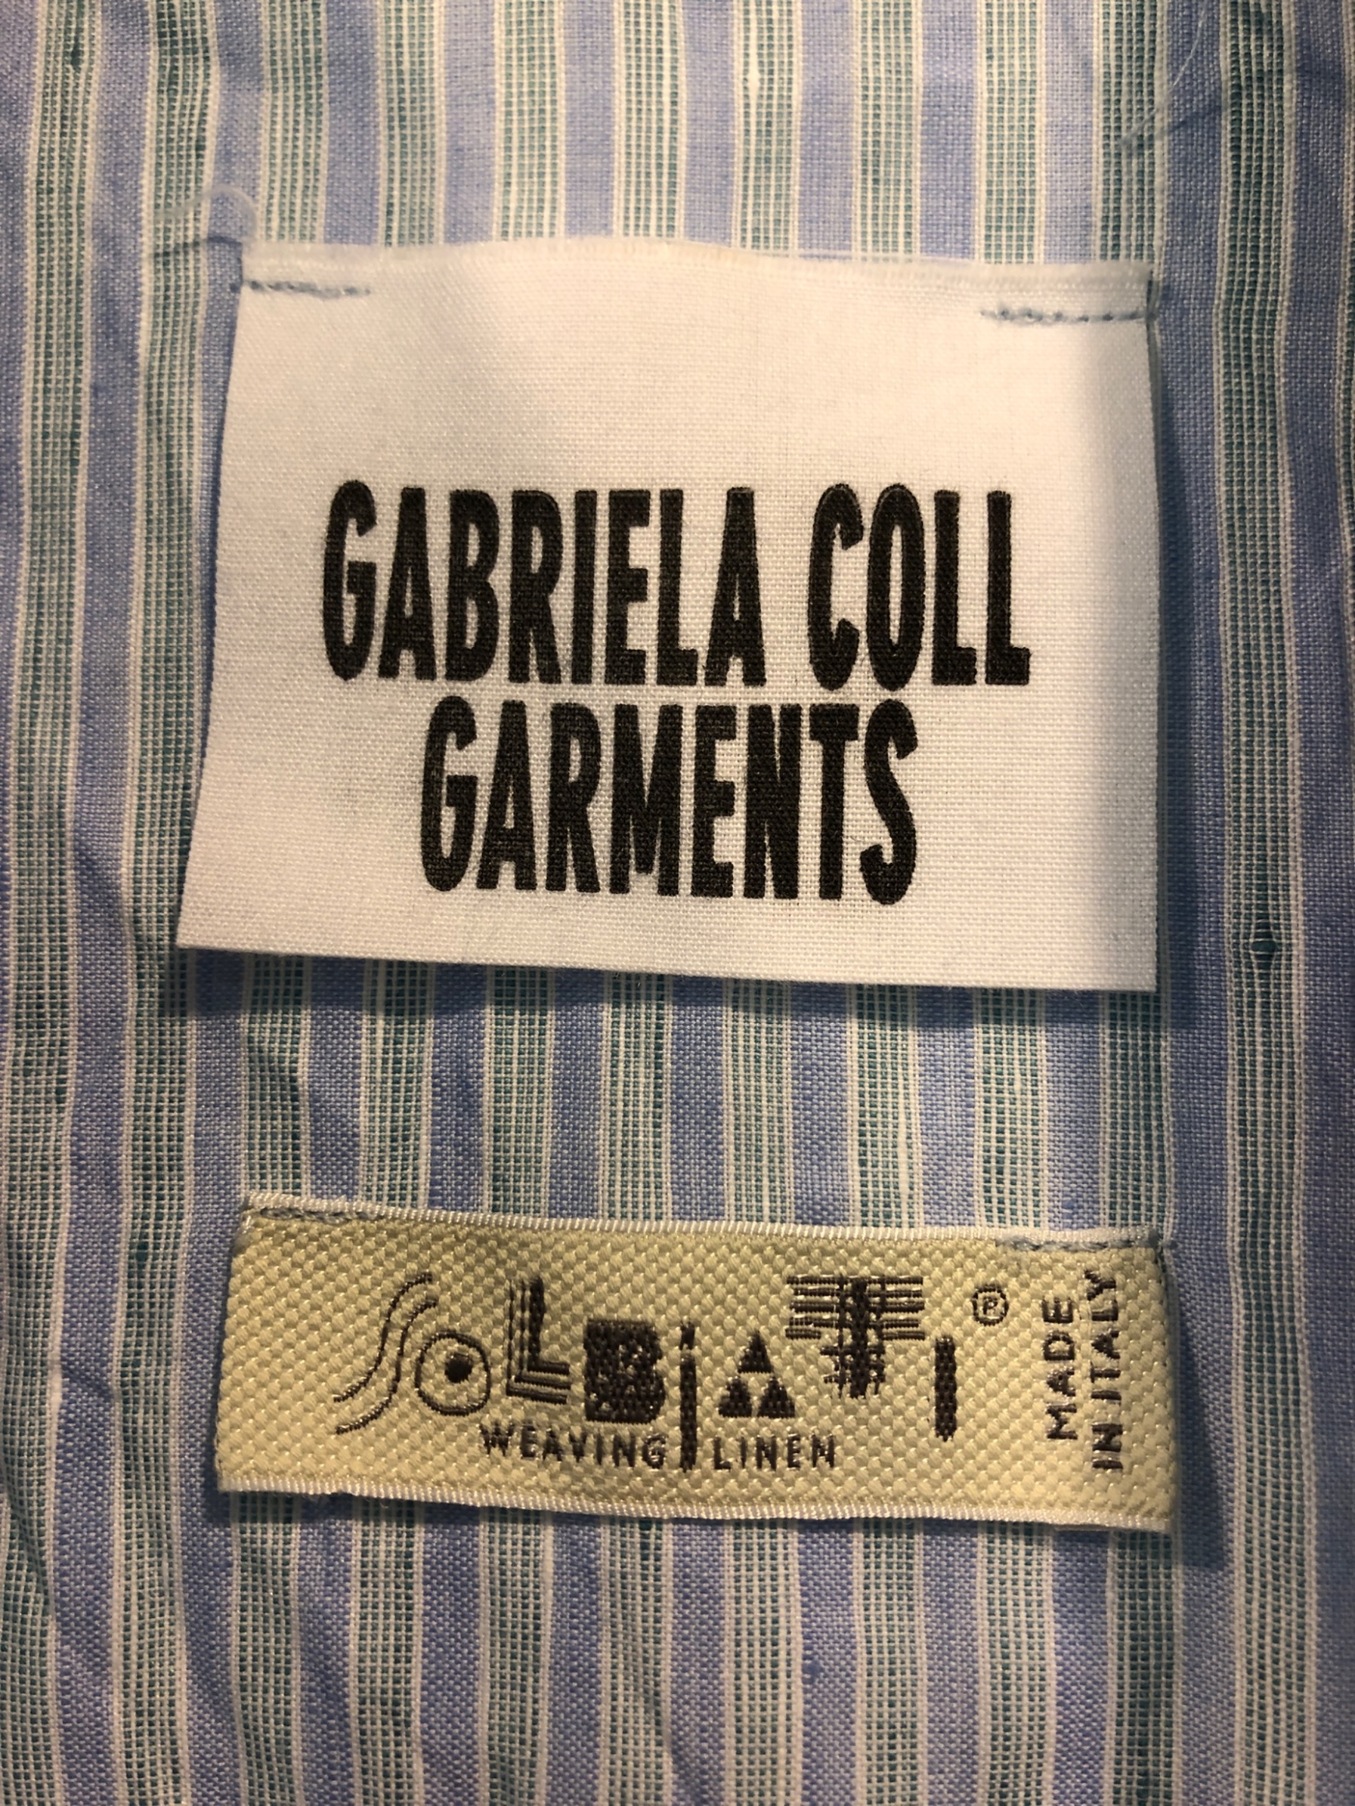 GABRIELA COLL
GARMENTS
SOLBiATI®
WEAVING LINEN
MADE
IN ITALY